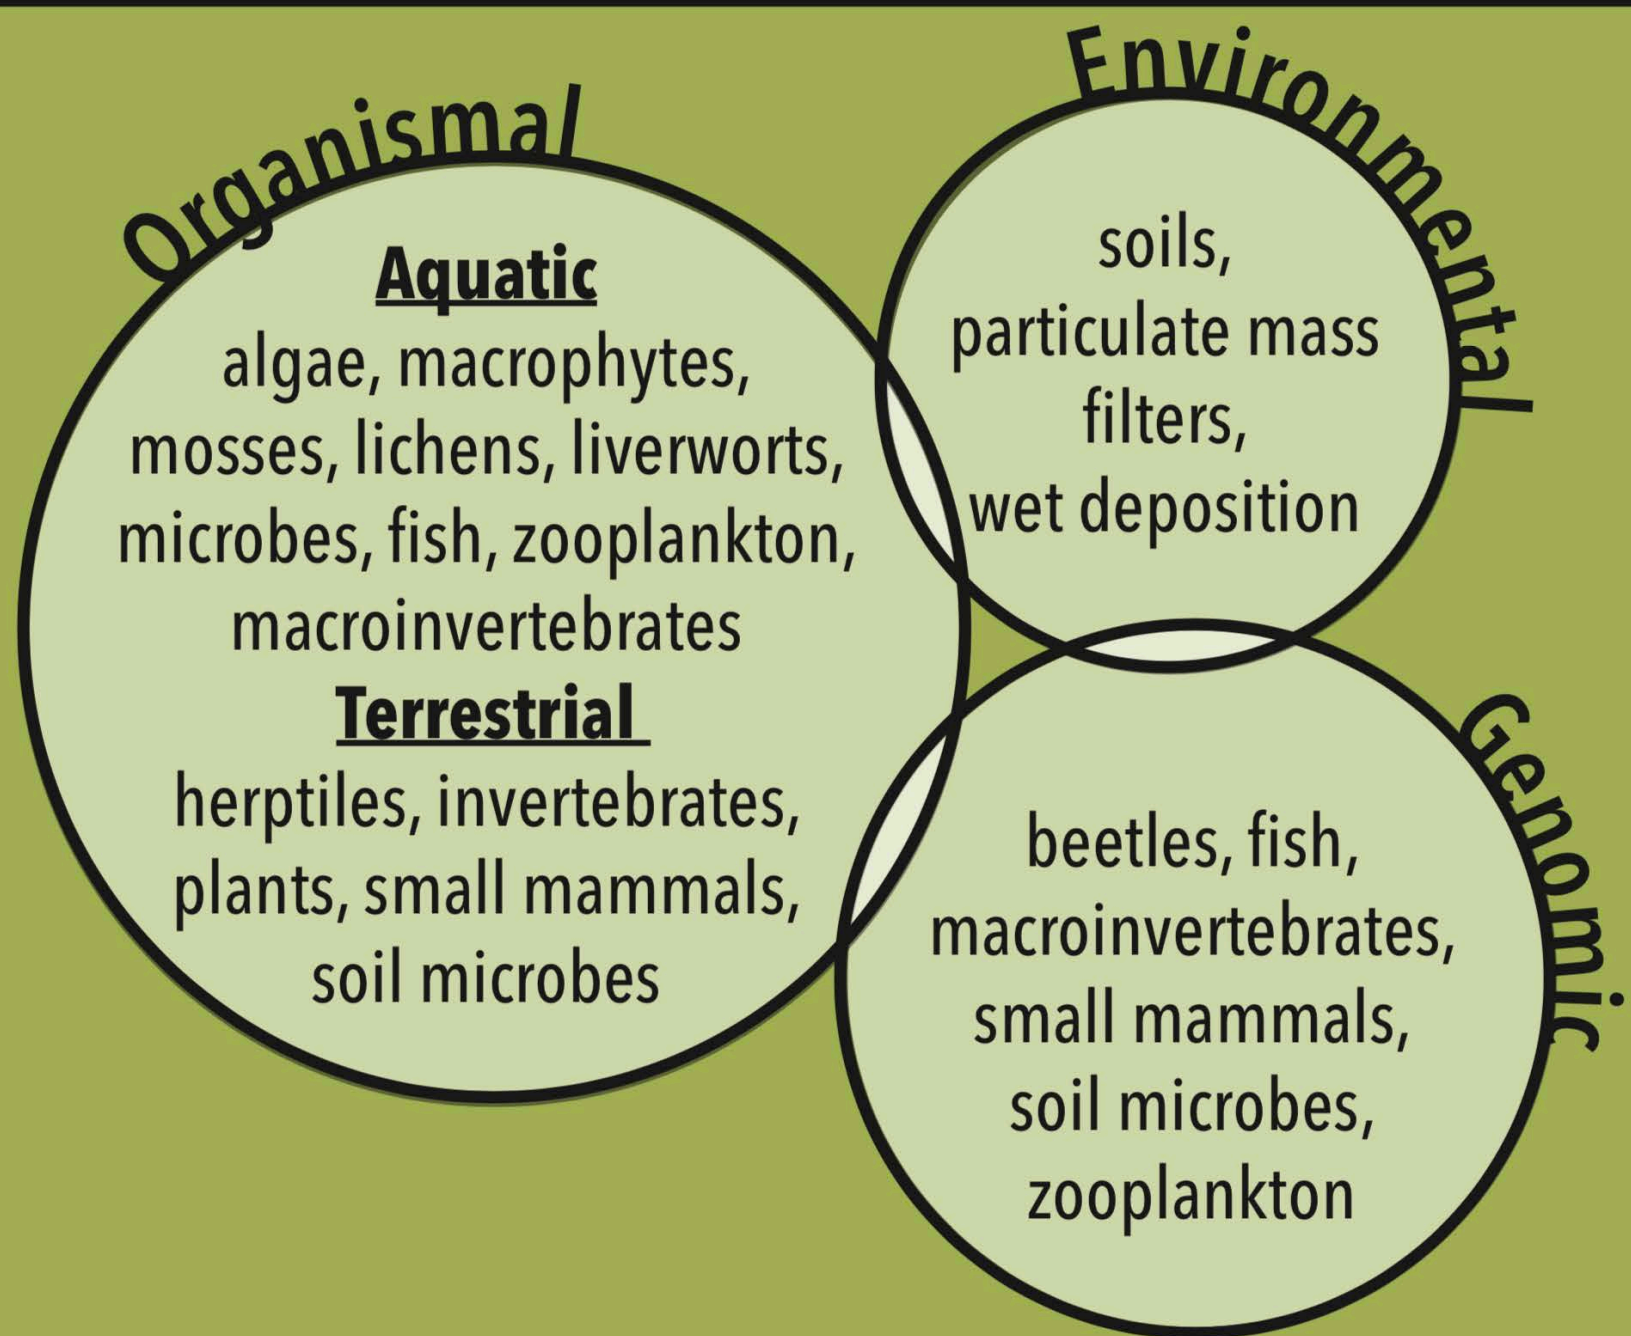 Organismal
Aquatic
algae, macrophytes,
mosses, lichens, liverworts,
microbes, fish, zooplankton,
macroinvertebrates
Terrestrial
herptiles, invertebrates,
plants, small mammals,
soil microbes
Environmental
soils,
particulate mass
filters,
wet deposition
Genomic
beetles, fish,
macroinvertebrates,
small mammals,
soil microbes,
zooplankton